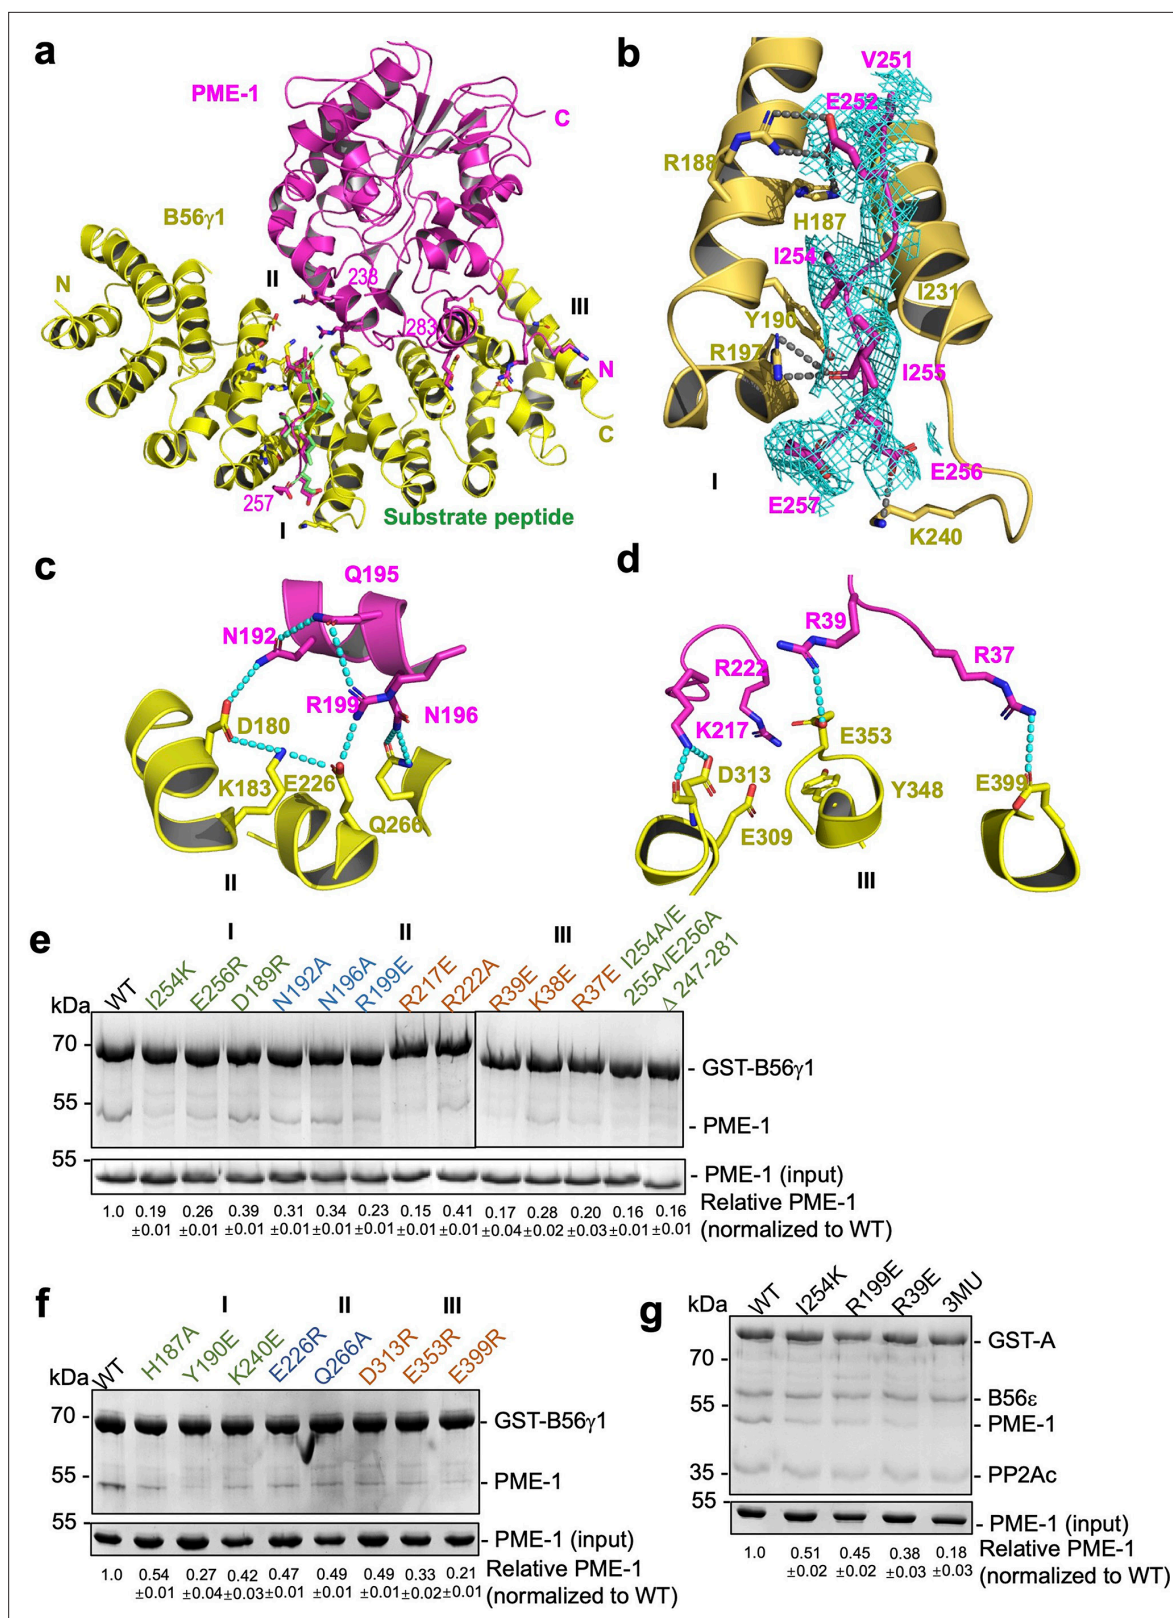 a
PME-1
C
B56γ1
N
II
238
283
III
N
C
257
I
Substrate peptide
b
V251
E252
R188
H187
I254
I231
Y190
R197
I255
I
E256
E257
K240
c
Q195
N192
R199
N196
D180
K183
E226
Q266
II
d
R39
R37
R222
K217
E353
D313
Y348
E399
E309
III
e
I II III
kDa WT I254K E256R D189R N192A N196A R199E R217E R222A R39E K38E R37E I254A/E 255A/E256A Δ 247-281
70
- GST-B56γ1
55
- PME-1
55
- PME-1 (input)
1.0 0.19 0.26 0.39 0.31 0.34 0.23 0.15 0.41 0.17 0.28 0.20 0.16 0.16 Relative PME-1
±0.01 ±0.01 ±0.01 ±0.01 ±0.01 ±0.01 ±0.01 ±0.01 ±0.04 ±0.02 ±0.03 ±0.01 ±0.01 (normalized to WT)
f
I II III
kDa WT H187A Y190E K240E E226R Q266A D313R E353R E399R
70 - GST-B56γ1
55 - PME-1
55
- PME-1 (input)
1.0 0.54 0.27 0.42 0.47 0.49 0.49 0.33 0.21 Relative PME-1
±0.01 ±0.04 ±0.03 ±0.01 ±0.01 ±0.01 ±0.02 ±0.01 (normalized to WT)
g
kDa WT I254K R199E R39E 3MU
- GST-A
70
- B56ε
55
- PME-1
35 - PP2Ac
55
- PME-1 (input)
1.0 0.51 0.45 0.38 0.18 Relative PME-1
±0.02 ±0.02 ±0.03 ±0.03 (normalized to WT)